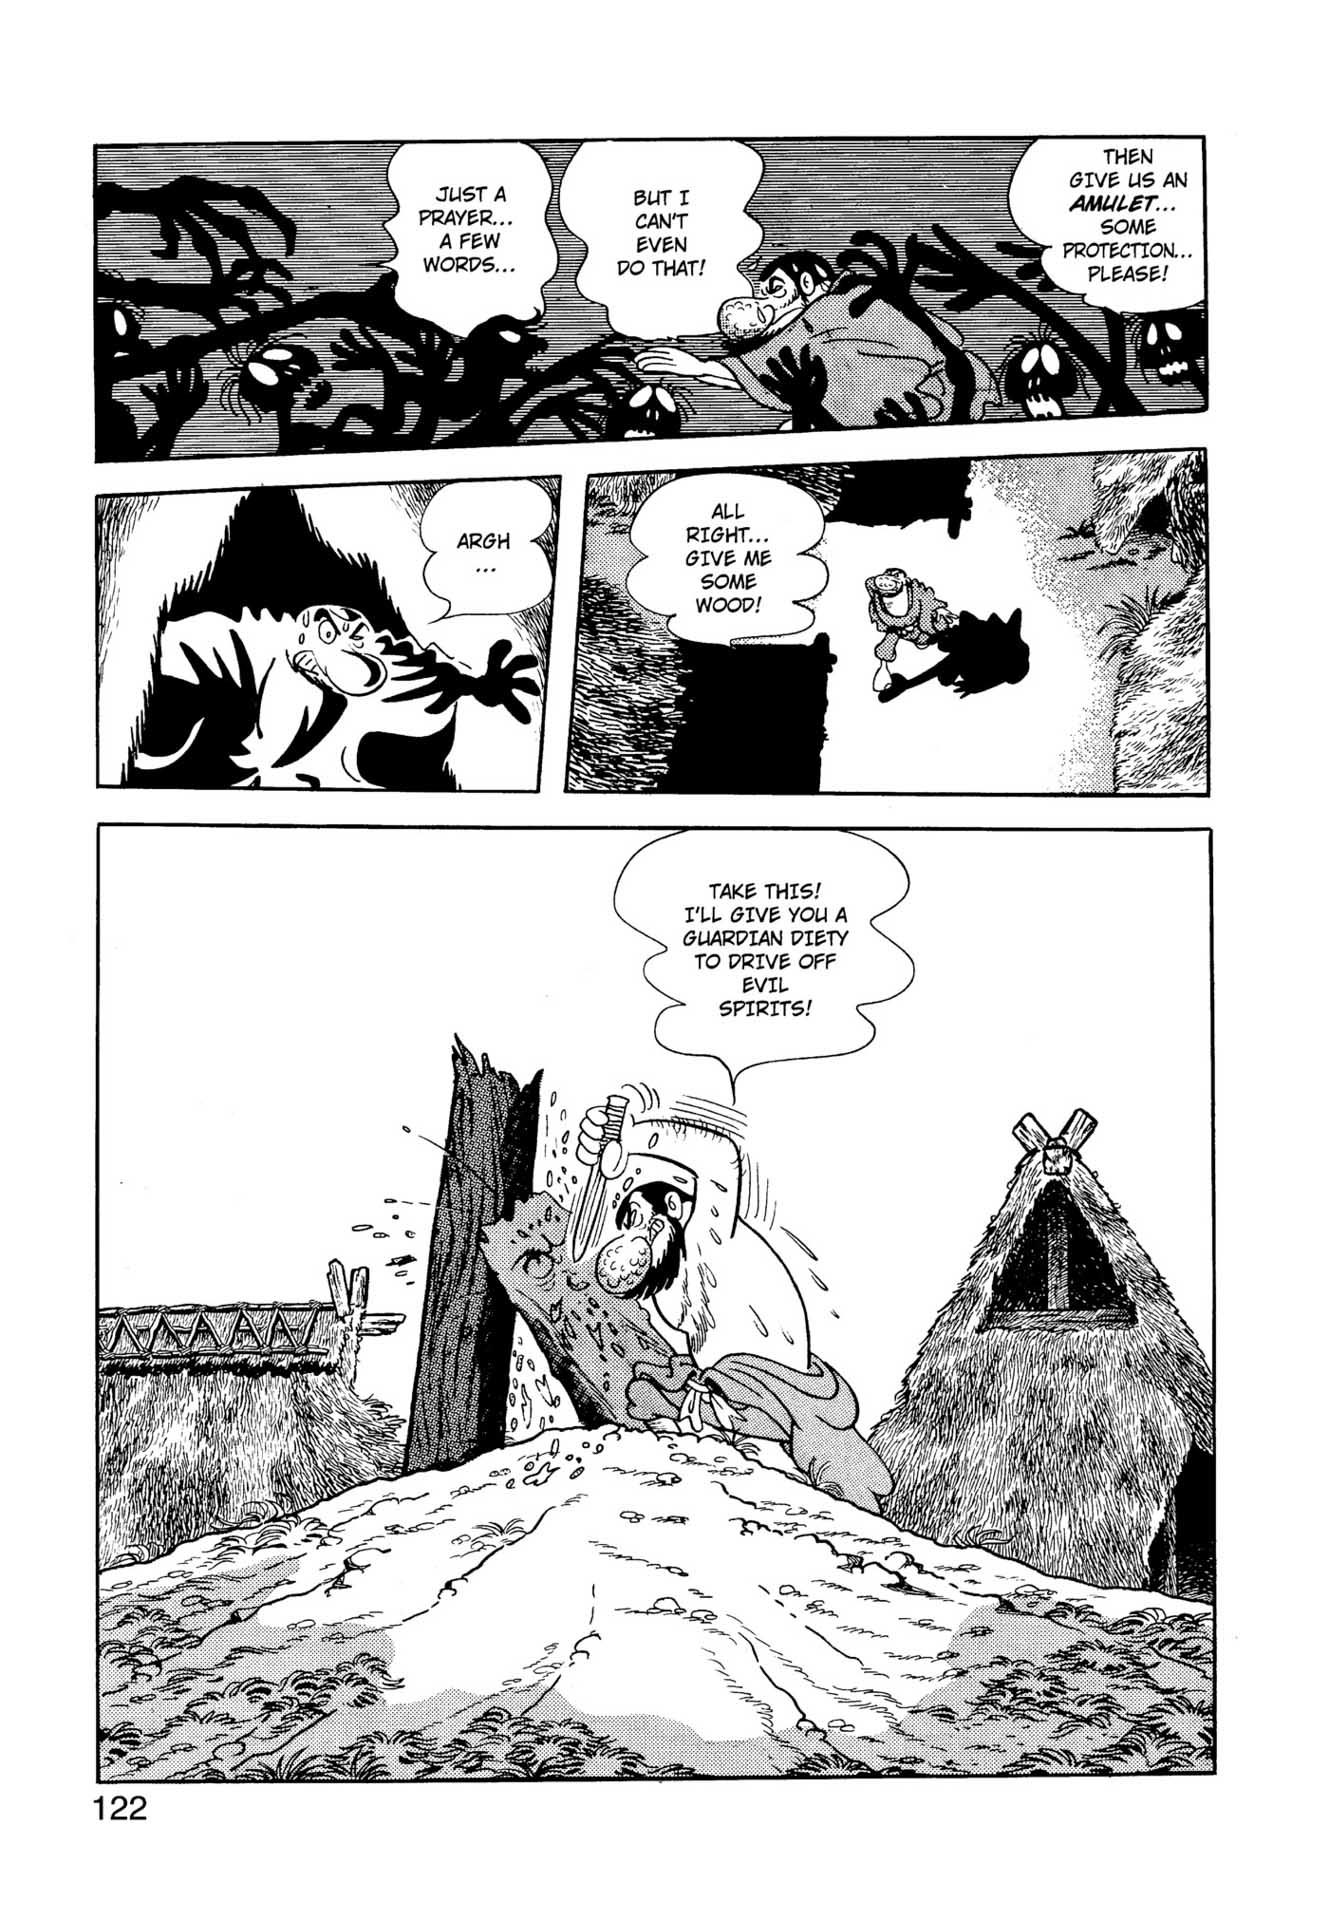 JUST A
PRAYER...
A FEW
WORDS...
BUT I
CAN'T
EVEN
DO THAT!
THEN
GIVE US AN
AMULET...
SOME
PROTECTION...
PLEASE!
ARGH
...
ALL
RIGHT...
GIVE ME
SOME
WOOD!
TAKE THIS!
I'LL GIVE YOU A
GUARDIAN DIETY
TO DRIVE OFF
EVIL
SPIRITS!
122